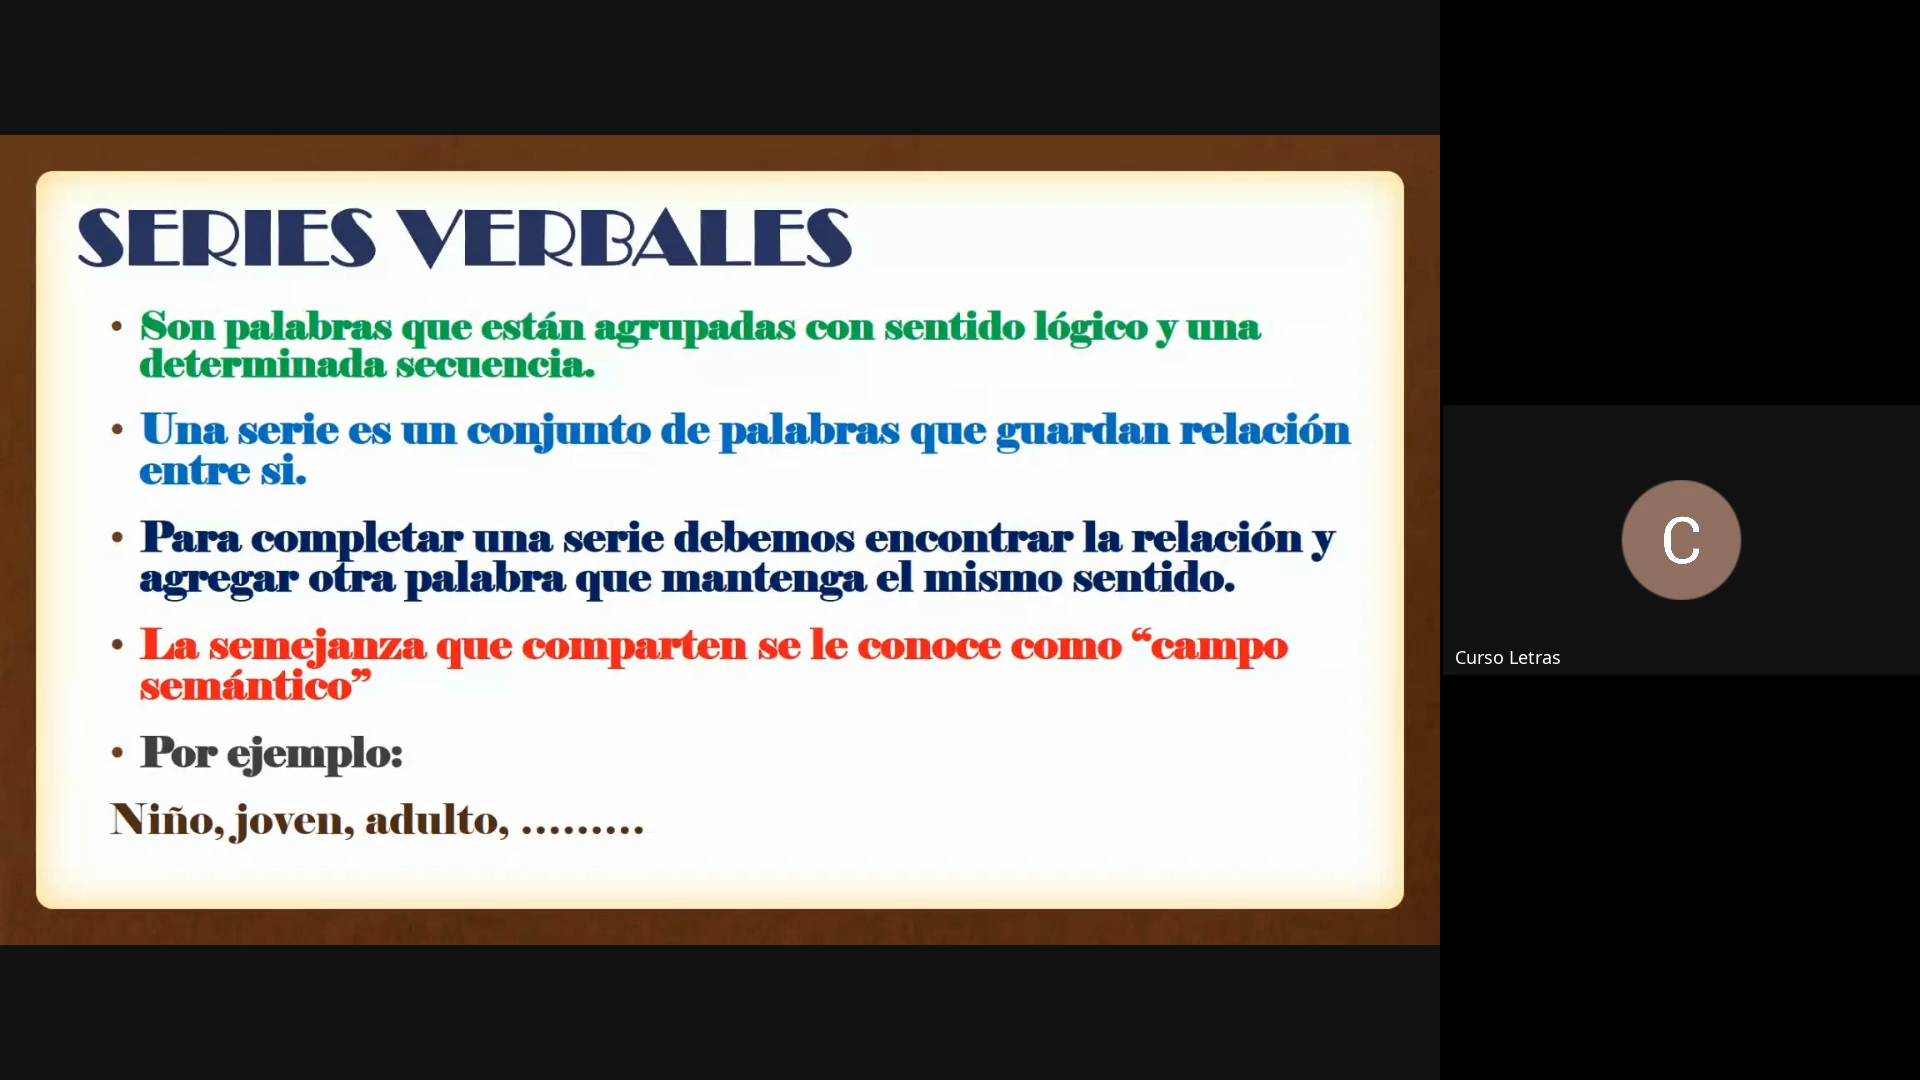 SERIES VERBALES
• Son palabras que están agrupadas con sentido lógico y una
determinada secuencia.
• Una serie es un conjunto de palabras que guardan relación
entre si.
• Para completar una serie debemos encontrar la relación y
agregar otra palabra que mantenga el mismo sentido.
• La semejanza que comparten se le conoce como “campo
semántico”
• Por ejemplo:
Niño, joven, adulto, ………
C
Curso Letras